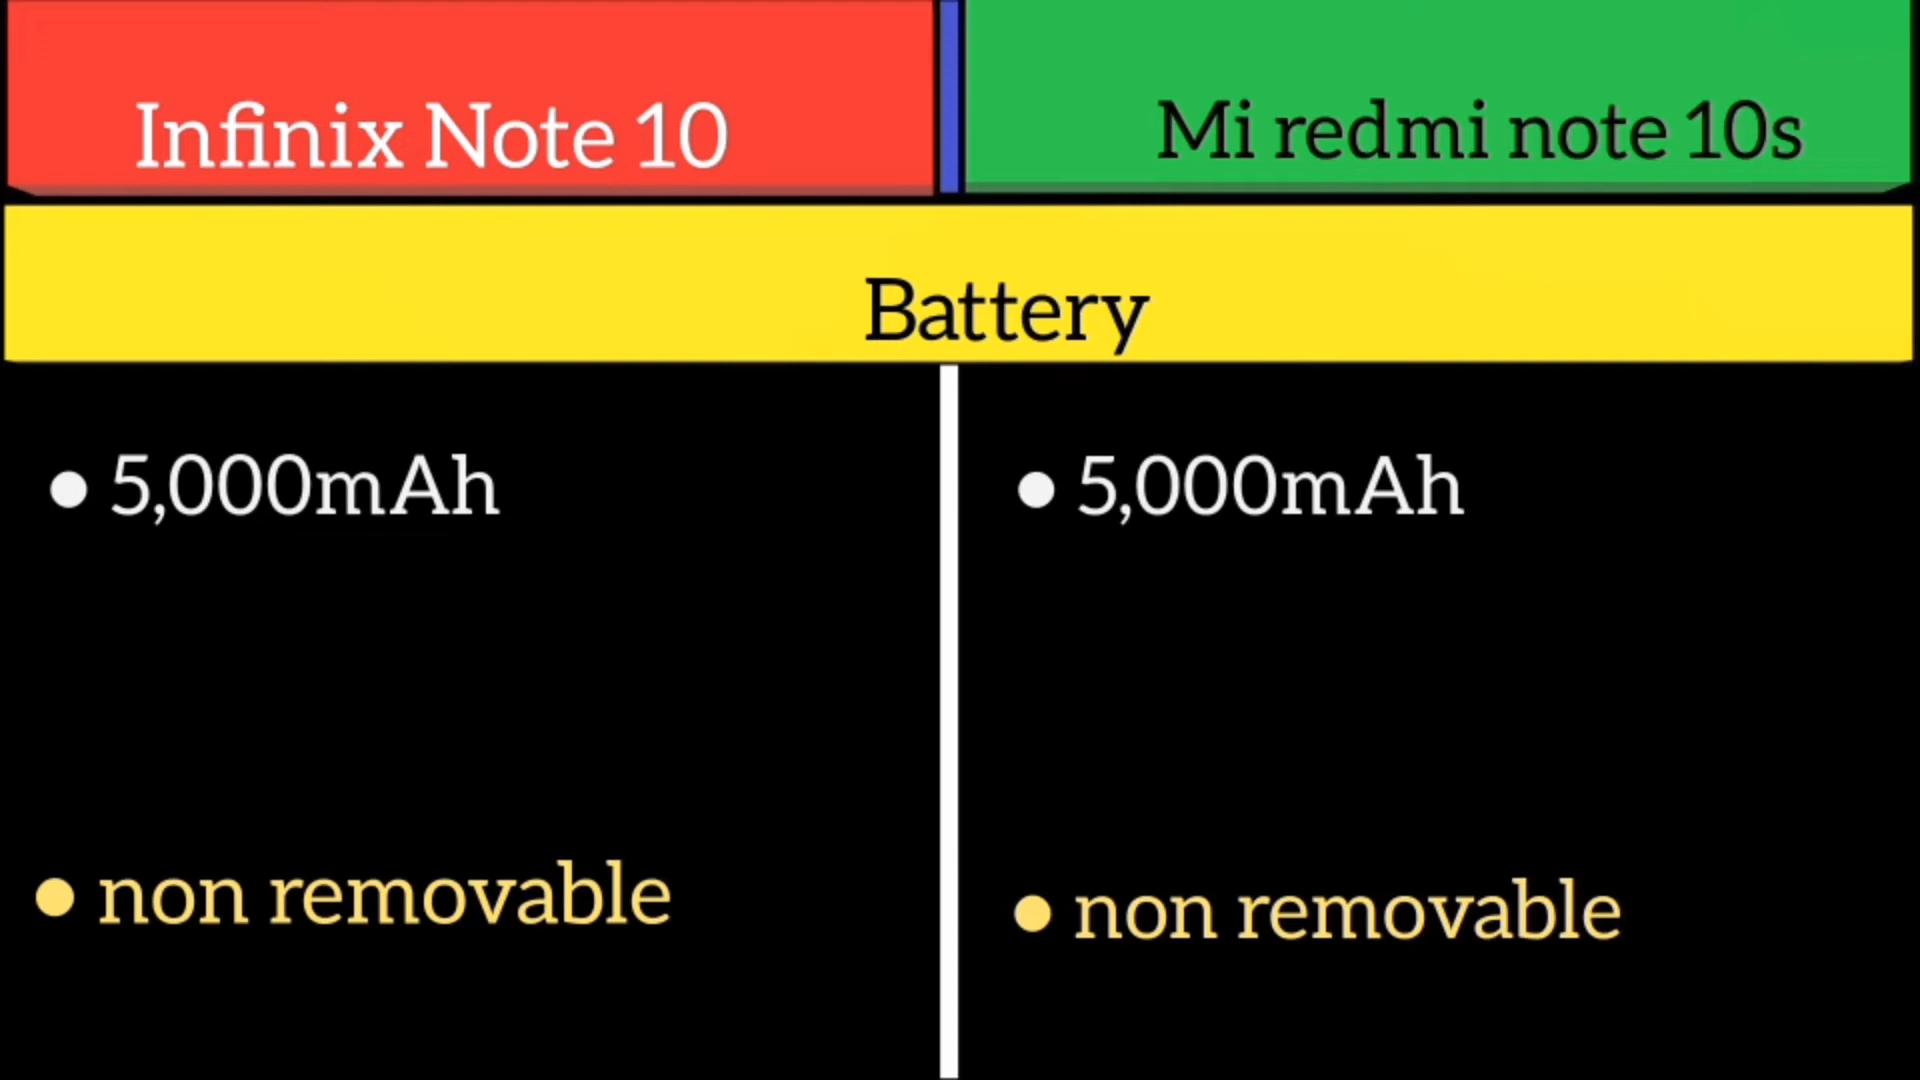 Infinix Note 10
Mi redmi note 10s
Battery
● 5,000mAh
● 5,000mAh
● non removable
● non removable